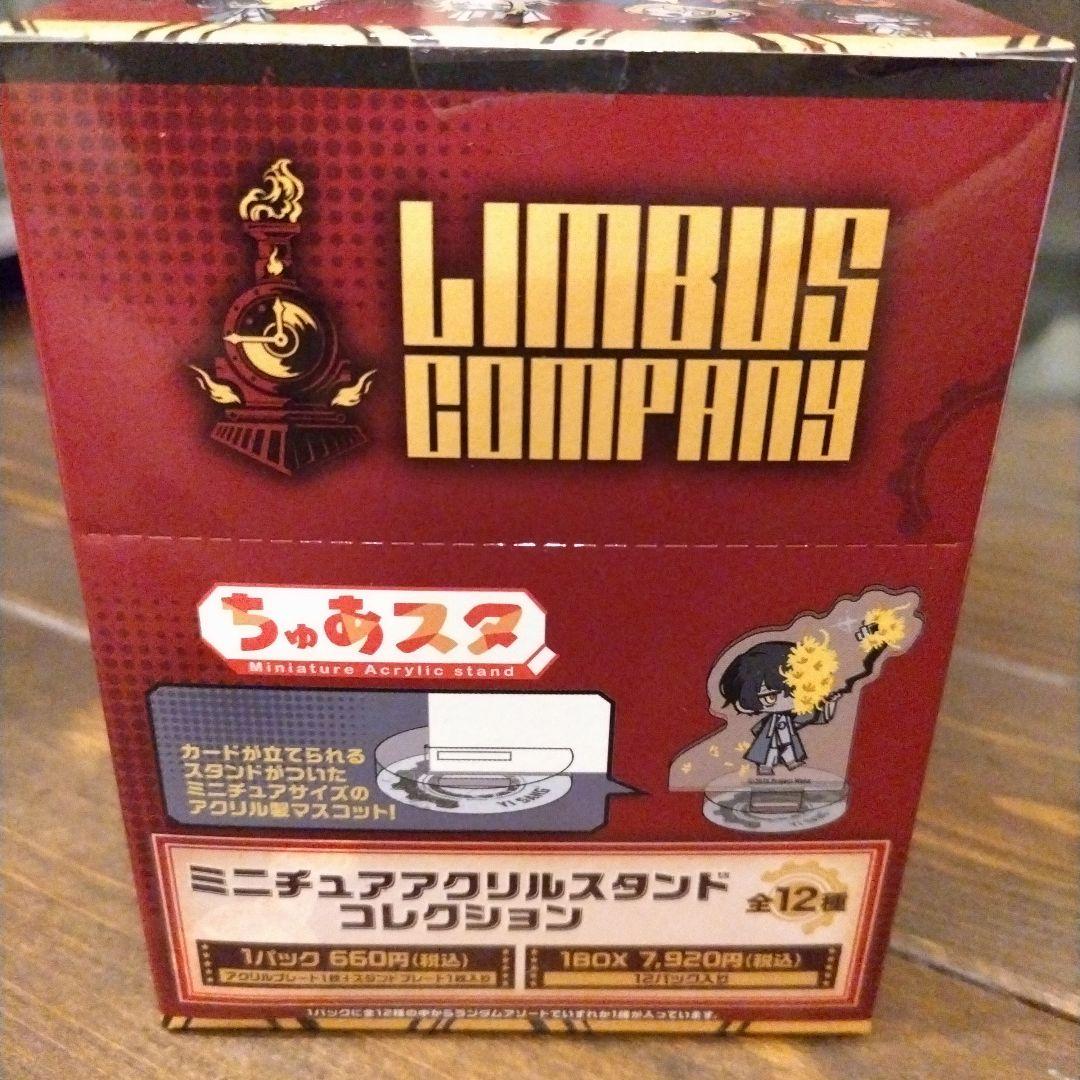 LIMBUS
COMPANY
ちゅあスタ
Miniature Acrylic stand
カードが立てられる
スタンドがついた
ミニチュアサイズの
アクリル製マスコット!
YI SANG
YI SANG
ミニチュアアクリルスタンド
コレクション
全12種
1パック 660円(税込)
アクリルプレート1枚+スタンドプレート1枚入り
1BOX 7,920円(税込)
12パック入り
1パックに全12種の中からランダムアソートでいずれか1種が入っています。